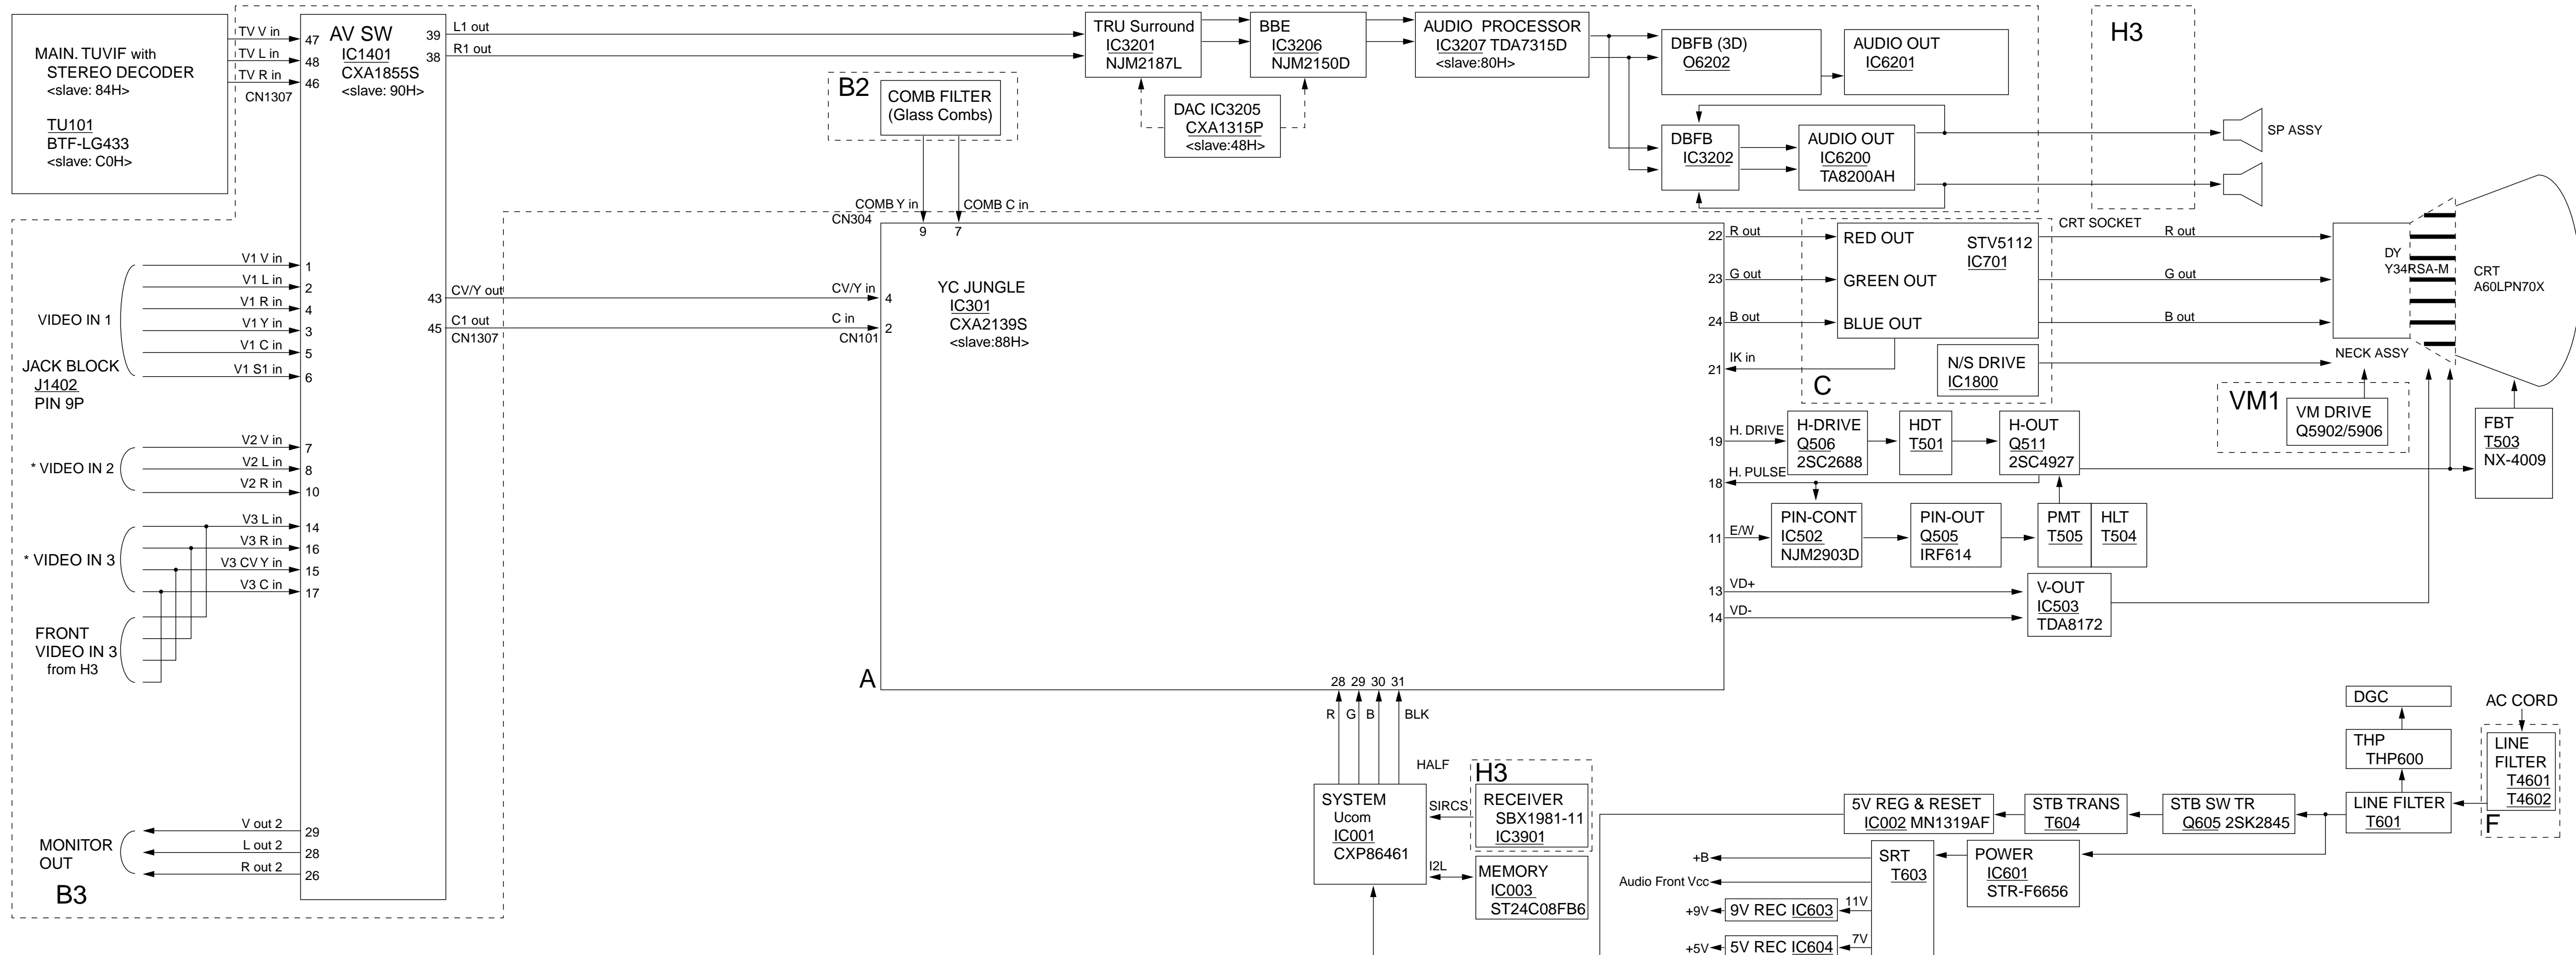 MAIN. TUVIF with
STEREO DECODER
<slave: 84H>
TU101
BTF-LG433
<slave: C0H>
TV V in
TV L in
TV R in
CN1307
47
48
46
AV SW
IC1401
CXA1855S
<slave: 90H>
39
38
L1 out
R1 out
B2
COMB FILTER
(Glass Combs)
TRU Surround
IC3201
NJM2187L
BBE
IC3206
NJM2150D
AUDIO PROCESSOR
IC3207 TDA7315D
<slave:80H>
DAC IC3205
CXA1315P
<slave:48H>
DBFB (3D)
O6202
AUDIO OUT
IC6201
DBFB
IC3202
AUDIO OUT
IC6200
TA8200AH
H3
SP ASSY
COMB Y in
CN304
COMB C in
9
7
VIDEO IN 1
JACK BLOCK
J1402
PIN 9P
V1 V in
V1 L in
V1 R in
V1 Y in
V1 C in
V1 S1 in
1
2
4
3
5
6
43
45
CV/Y out
C1 out
CN1307
CV/Y in
C in
CN101
4
2
YC JUNGLE
IC301
CXA2139S
<slave:88H>
22
23
24
21
R out
G out
B out
IK in
RED OUT
GREEN OUT
BLUE OUT
STV5112
IC701
N/S DRIVE
IC1800
C
CRT SOCKET
R out
G out
B out
DY
Y34RSA-M
CRT
A60LPN70X
NECK ASSY
VM1
VM DRIVE
Q5902/5906
FBT
T503
NX-4009
* VIDEO IN 2
V2 V in
V2 L in
V2 R in
7
8
10
* VIDEO IN 3
V3 L in
V3 R in
V3 CV Y in
V3 C in
14
16
15
17
FRONT
VIDEO IN 3
from H3
19
18
11
13
14
H. DRIVE
H. PULSE
E/W
VD+
VD-
H-DRIVE
Q506
2SC2688
HDT
T501
H-OUT
Q511
2SC4927
PIN-CONT
IC502
NJM2903D
PIN-OUT
Q505
IRF614
PMT
T505
HLT
T504
V-OUT
IC503
TDA8172
A
28 29 30 31
R
G
B
BLK
HALF
MONITOR
OUT
B3
V out 2
L out 2
R out 2
29
28
26
SYSTEM
Ucom
IC001
CXP86461
SIRCS
I2L
H3
RECEIVER
SBX1981-11
IC3901
MEMORY
IC003
ST24C08FB6
5V REG & RESET
IC002 MN1319AF
STB TRANS
T604
STB SW TR
Q605 2SK2845
DGC
THP
THP600
LINE FILTER
T601
AC CORD
LINE
FILTER
T4601
T4602
F
+B
Audio Front Vcc
+9V
+5V
9V REC IC603
5V REC IC604
11V
7V
SRT
T603
POWER
IC601
STR-F6656